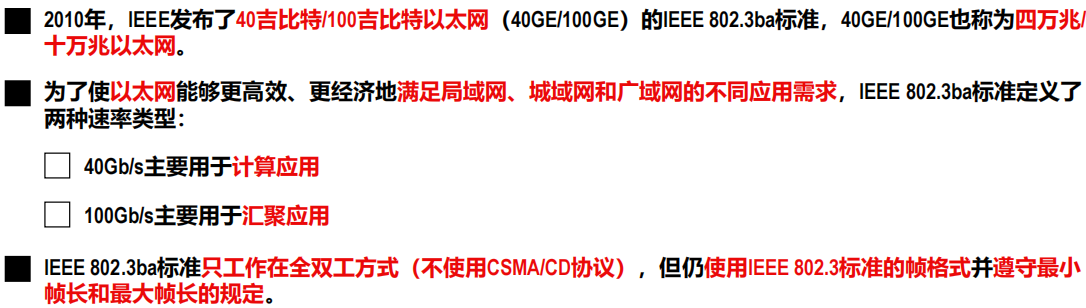 2010年，IEEE发布了40吉比特/100吉比特以太网（40GE/100GE）的IEEE 802.3ba标准，40GE/100GE也称为四万兆/
十万兆以太网。
为了使以太网能够更高效、更经济地满足局域网、城域网和广域网的不同应用需求，IEEE 802.3ba标准定义了
两种速率类型：
40Gb/s主要用于计算应用
100Gb/s主要用于汇聚应用
IEEE 802.3ba标准只工作在全双工方式（不使用CSMA/CD协议），但仍使用IEEE 802.3标准的帧格式并遵守最小
帧长和最大帧长的规定。